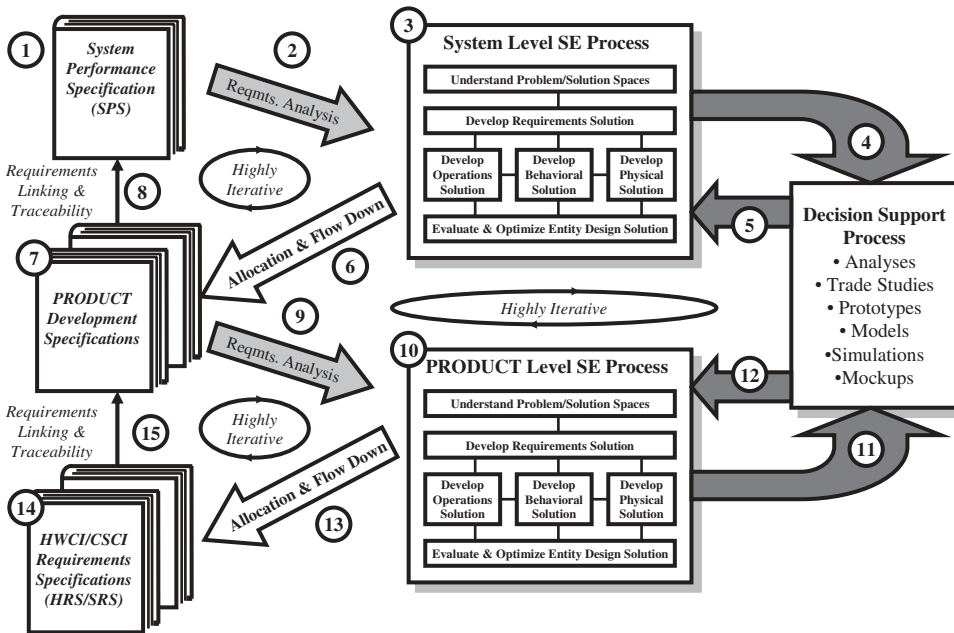 1
System
Performance
Specification
(SPS)
2
Reqmts. Analysis
3
System Level SE Process
Understand Problem/Solution Spaces
Develop Requirements Solution
Develop
Operations
Solution
Develop
Behavioral
Solution
Develop
Physical
Solution
Evaluate & Optimize Entity Design Solution
4
5
Decision Support
Process
• Analyses
• Trade Studies
• Prototypes
• Models
•Simulations
•Mockups
Requirements
Linking &
Traceability
8
Highly
Iterative
Allocation & Flow Down
6
7
PRODUCT
Development
Specifications
9
Reqmts. Analysis
Highly Iterative
10
PRODUCT Level SE Process
Understand Problem/Solution Spaces
Develop Requirements Solution
Develop
Operations
Solution
Develop
Behavioral
Solution
Develop
Physical
Solution
Evaluate & Optimize Entity Design Solution
12
11
Requirements
Linking &
Traceability
15
Highly
Iterative
Allocation & Flow Down
13
14
HWCI/CSCI
Requirements
Specifications
(HRS/SRS)